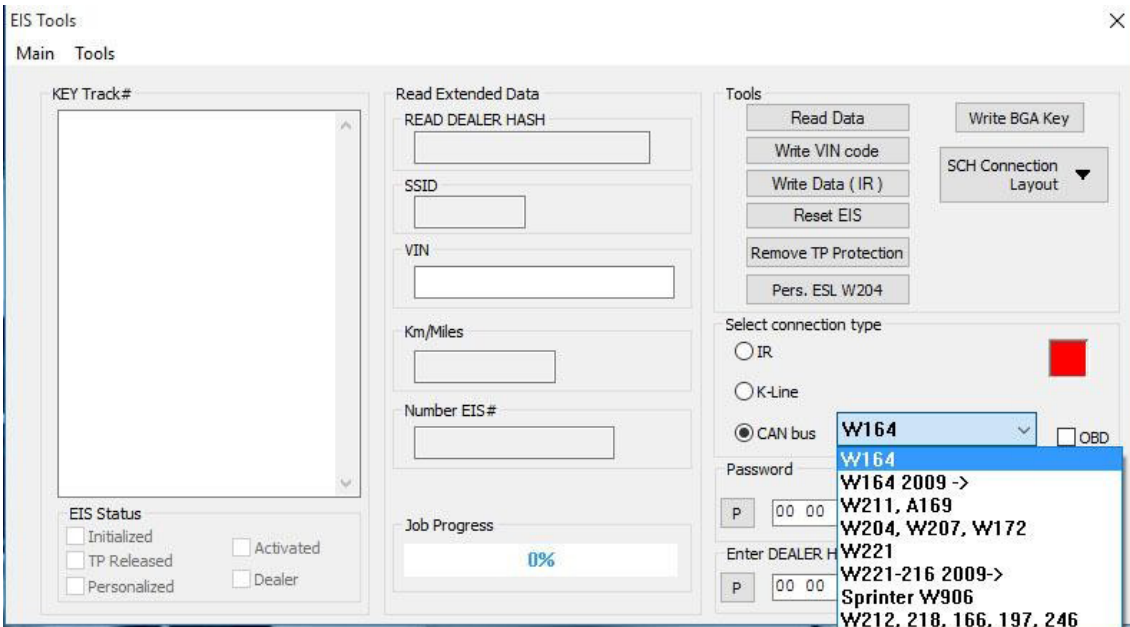 EIS Tools
Main Tools
KEY Track#
EIS Status
Initialized
TP Released
Personalized
Activated
Dealer
Read Extended Data
READ DEALER HASH
SSID
VIN
Km/Miles
Number EIS#
Job Progress
0%
Tools
Read Data
Write VIN code
Write Data ( IR )
Reset EIS
Remove TP Protection
Pers. ESL W204
Write BGA Key
SCH Connection
Layout
Select connection type
IR
K-Line
CAN bus
W164
OBD
W164
W164 2009 ->
W211, A169
W204, W207, W172
W221
W221-216 2009->
Sprinter W906
W212, 218, 166, 197, 246
Password
P
00 00
Enter DEALER H
P
00 00